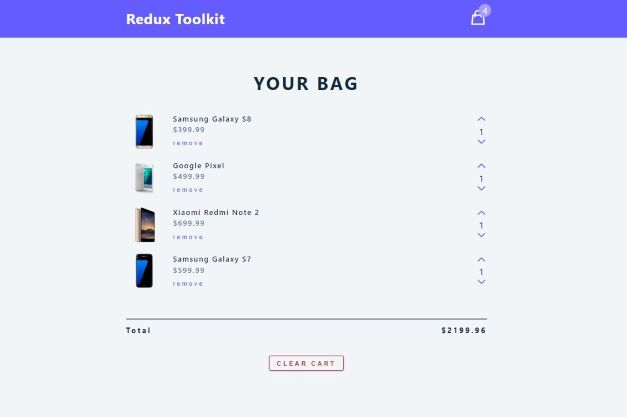 Redux Toolkit
4
YOUR BAG
Samsung Galaxy S8
$399.99
1
remove
Google Pixel
$499.99
1
remove
Xiaomi Redmi Note 2
$699.99
1
remove
Samsung Galaxy S7
$599.99
1
remove
Total $2199.96
CLEAR CART